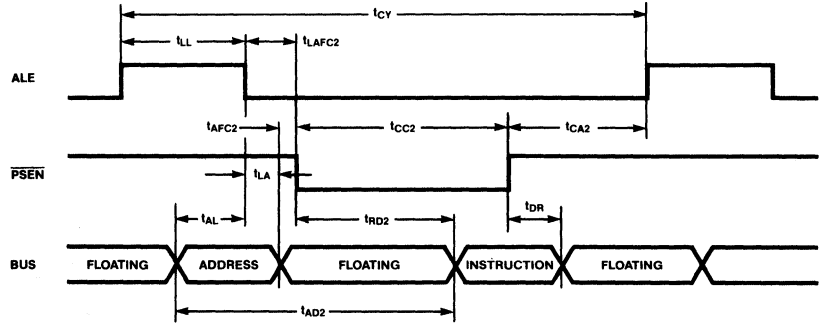 tCY
tLL
tLAFC2
ALE
tAFC2
tCC2
tCA2
PSEN
tLA
tAL
tRD2
tDR
BUS
FLOATING
ADDRESS
FLOATING
INSTRUCTION
FLOATING
tAD2